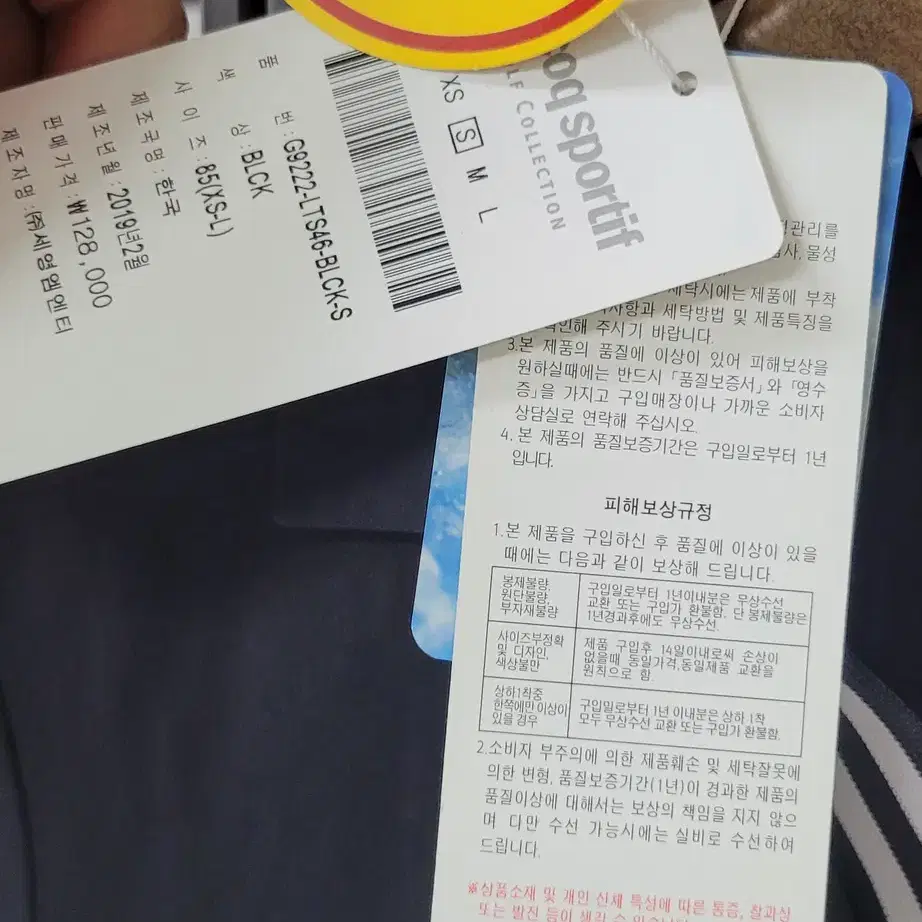 oq sportif
LF COLLECTION
XS S M L
품 번:G9222-LTS46-BLCK-S
색 상:BLCK
사 이 즈:85(XS-L)
제 조 국 명:한국
제 조 년 월:2019년2월
판 매 가 격:₩128,000
제 조 자 명:(주)세영엠엔티
관리를
사, 물성
세탁시에는 제품에 부착
사항과 세탁방법 및 제품특징을
확인해 주시기 바랍니다.
3.본 제품의 품질에 이상이 있어 피해보상을
원하실때에는 반드시 「품질보증서」와 「영수
증」을 가지고 구입매장이나 가까운 소비자
상담실로 연락해 주십시오.
4. 본 제품의 품질보증기간은 구입일로부터 1년
입니다.
피해보상규정
1.본 제품을 구입하신 후 품질에 이상이 있을
때에는 다음과 같이 보상해 드립니다.
봉제불량,
원단불량,
부자재불량
구입일로부터 1년이내분은 무상수선
교환 또는 구입가 환불함. 단 봉제불량은
1년경과후에도 무상수선.
사이즈부정확
및 디자인,
색상불만
제품 구입후 14일이내로써 손상이
없을때 동일가격,동일제품 교환을
원칙으로 함
상하1착중
한쪽에만 이상이
있을 경우
구입일로부터 1년 이내분은 상하 1착
모두 무상수선 교환 또는 구입가 환불함.
2.소비자 부주의에 의한 제품훼손 및 세탁잘못에
의한 변형, 품질보증기간(1년)이 경과한 제품의
품질이상에 대해서는 보상의 책임을 지지 않으
며 다만 수선 가능시에는 실비로 수선하여
드립니다.
※상품소재 및 개인 신체 특성에 따른 통증, 찰과상
또는 발진 등이 생길 수 있습니다